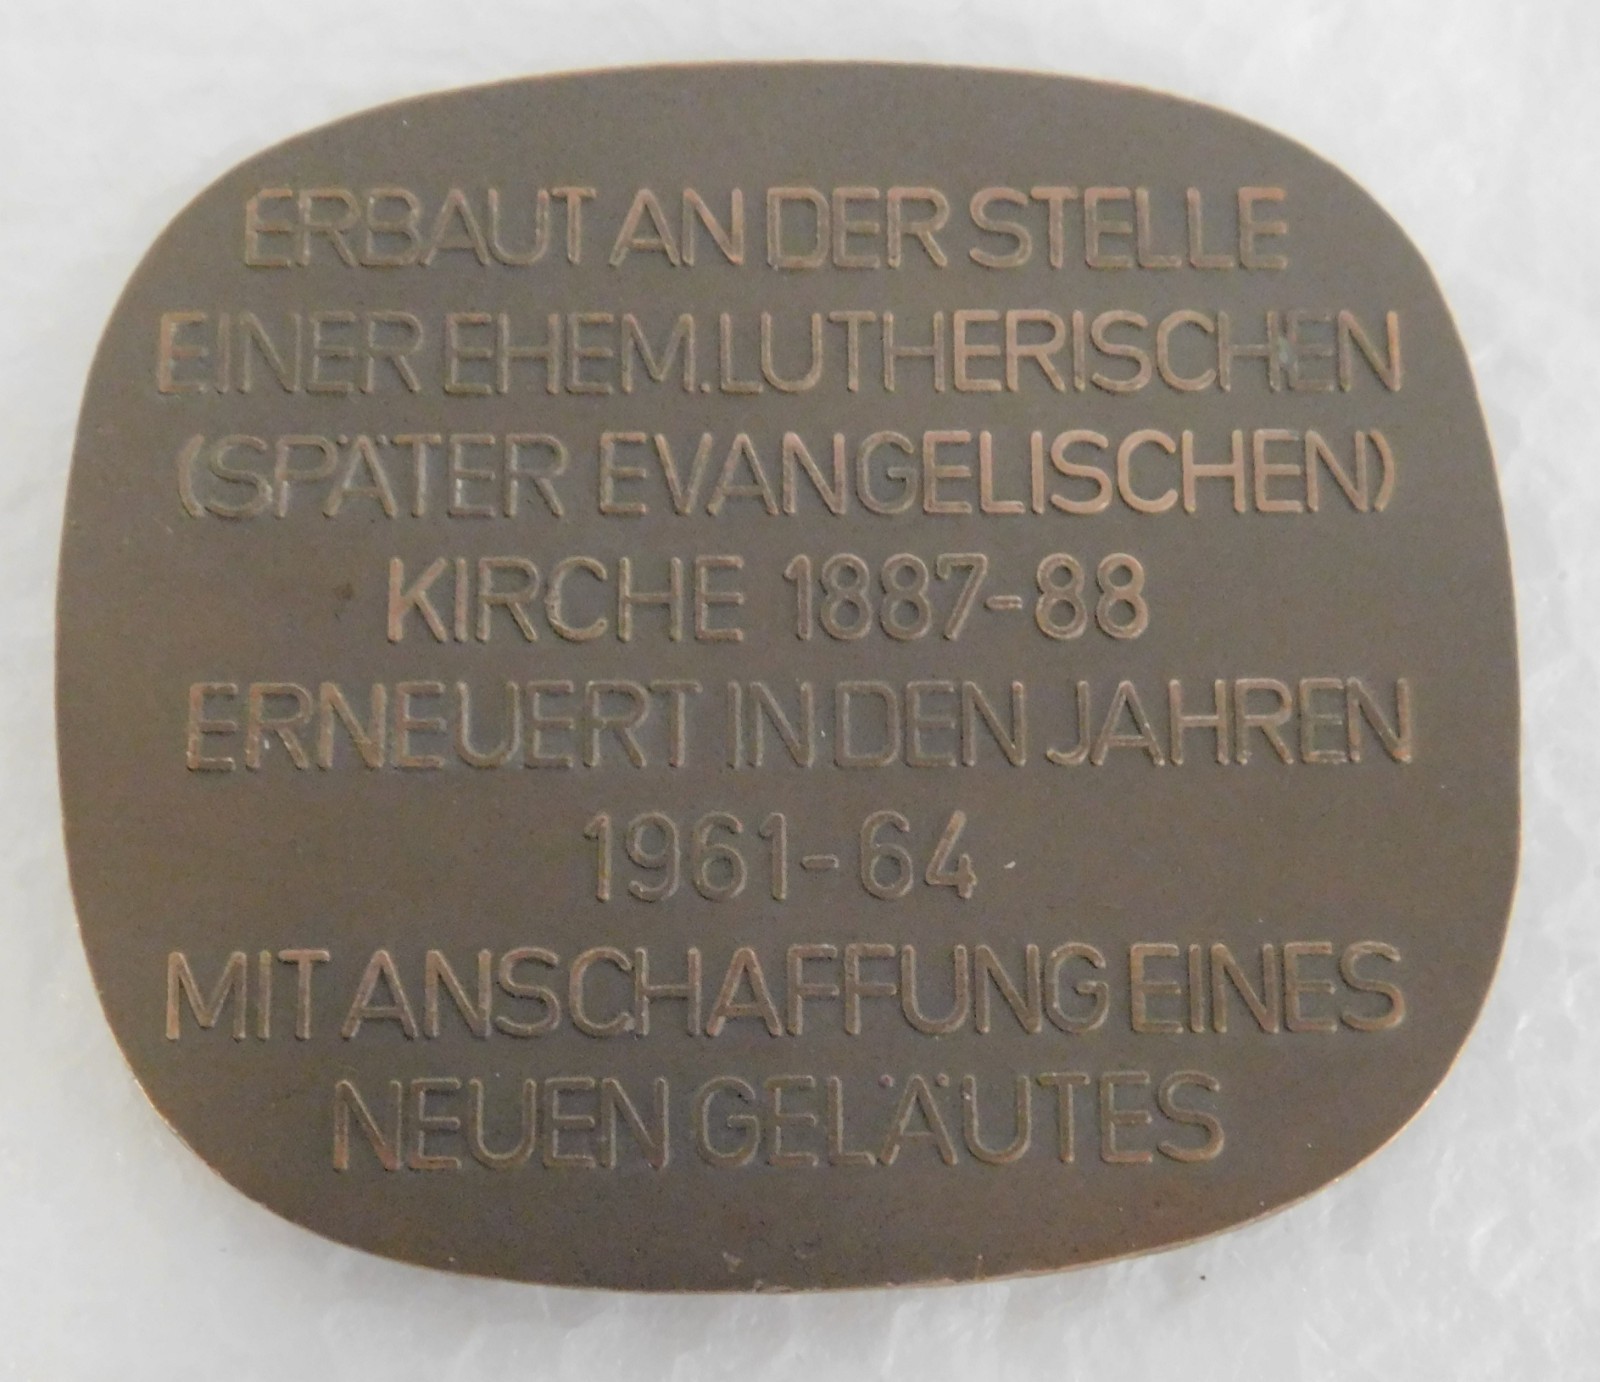 ERBAUT AN DER STELLE
EINER EHEM. LUTHERISCHEN
(SPÄTER EVANGELISCHEN)
KIRCHE 1887-88
ERNEUERT IN DEN JAHREN
1961-64
MIT ANSCHAFFUNG EINES
NEUEN GELÄUTES